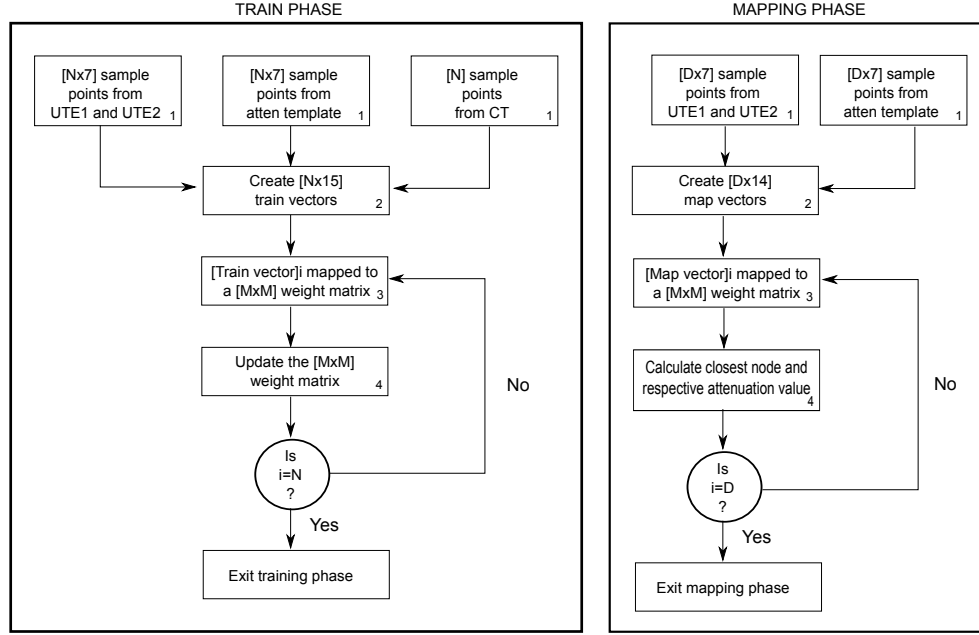 TRAIN PHASE
[Nx7] sample
points from
UTE1 and UTE2 1
[Nx7] sample
points from
atten template 1
[N] sample
points
from CT 1
Create [Nx15]
train vectors 2
[Train vector]i mapped to
a [MxM] weight matrix 3
Update the [MxM]
weight matrix 4
No
Is
i=N
?
Yes
Exit training phase
MAPPING PHASE
[Dx7] sample
points from
UTE1 and UTE2 1
[Dx7] sample
points from
atten template 1
Create [Dx14]
map vectors 2
[Map vector]i mapped to
a [MxM] weight matrix 3
Calculate closest node and
respective attenuation value
4
No
Is
i=D
?
Yes
Exit mapping phase